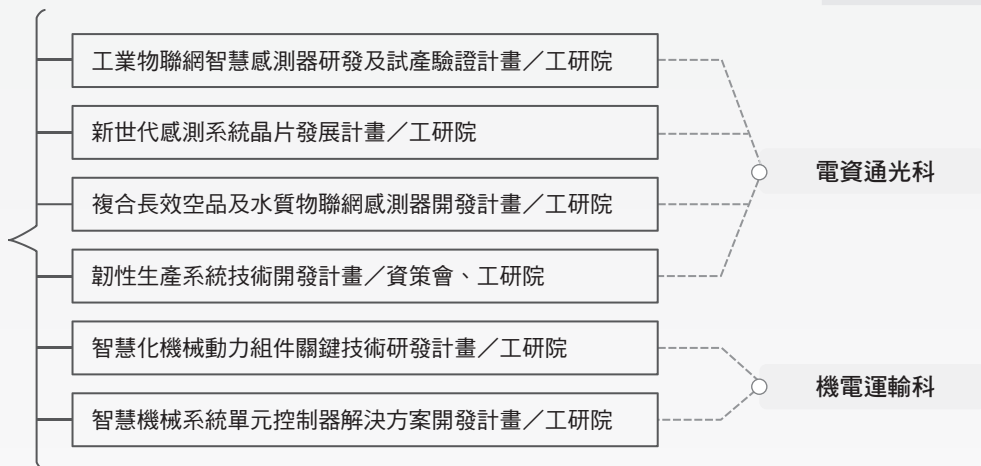 工業物聯網智慧感測器研發及試產驗證計畫／工研院
新世代感測系統晶片發展計畫／工研院
複合長效空品及水質物聯網感測器開發計畫／工研院
韌性生產系統技術開發計畫／資策會、工研院
電資通光科
智慧化機械動力組件關鍵技術研發計畫／工研院
智慧機械系統單元控制器解決方案開發計畫／工研院
機電運輸科